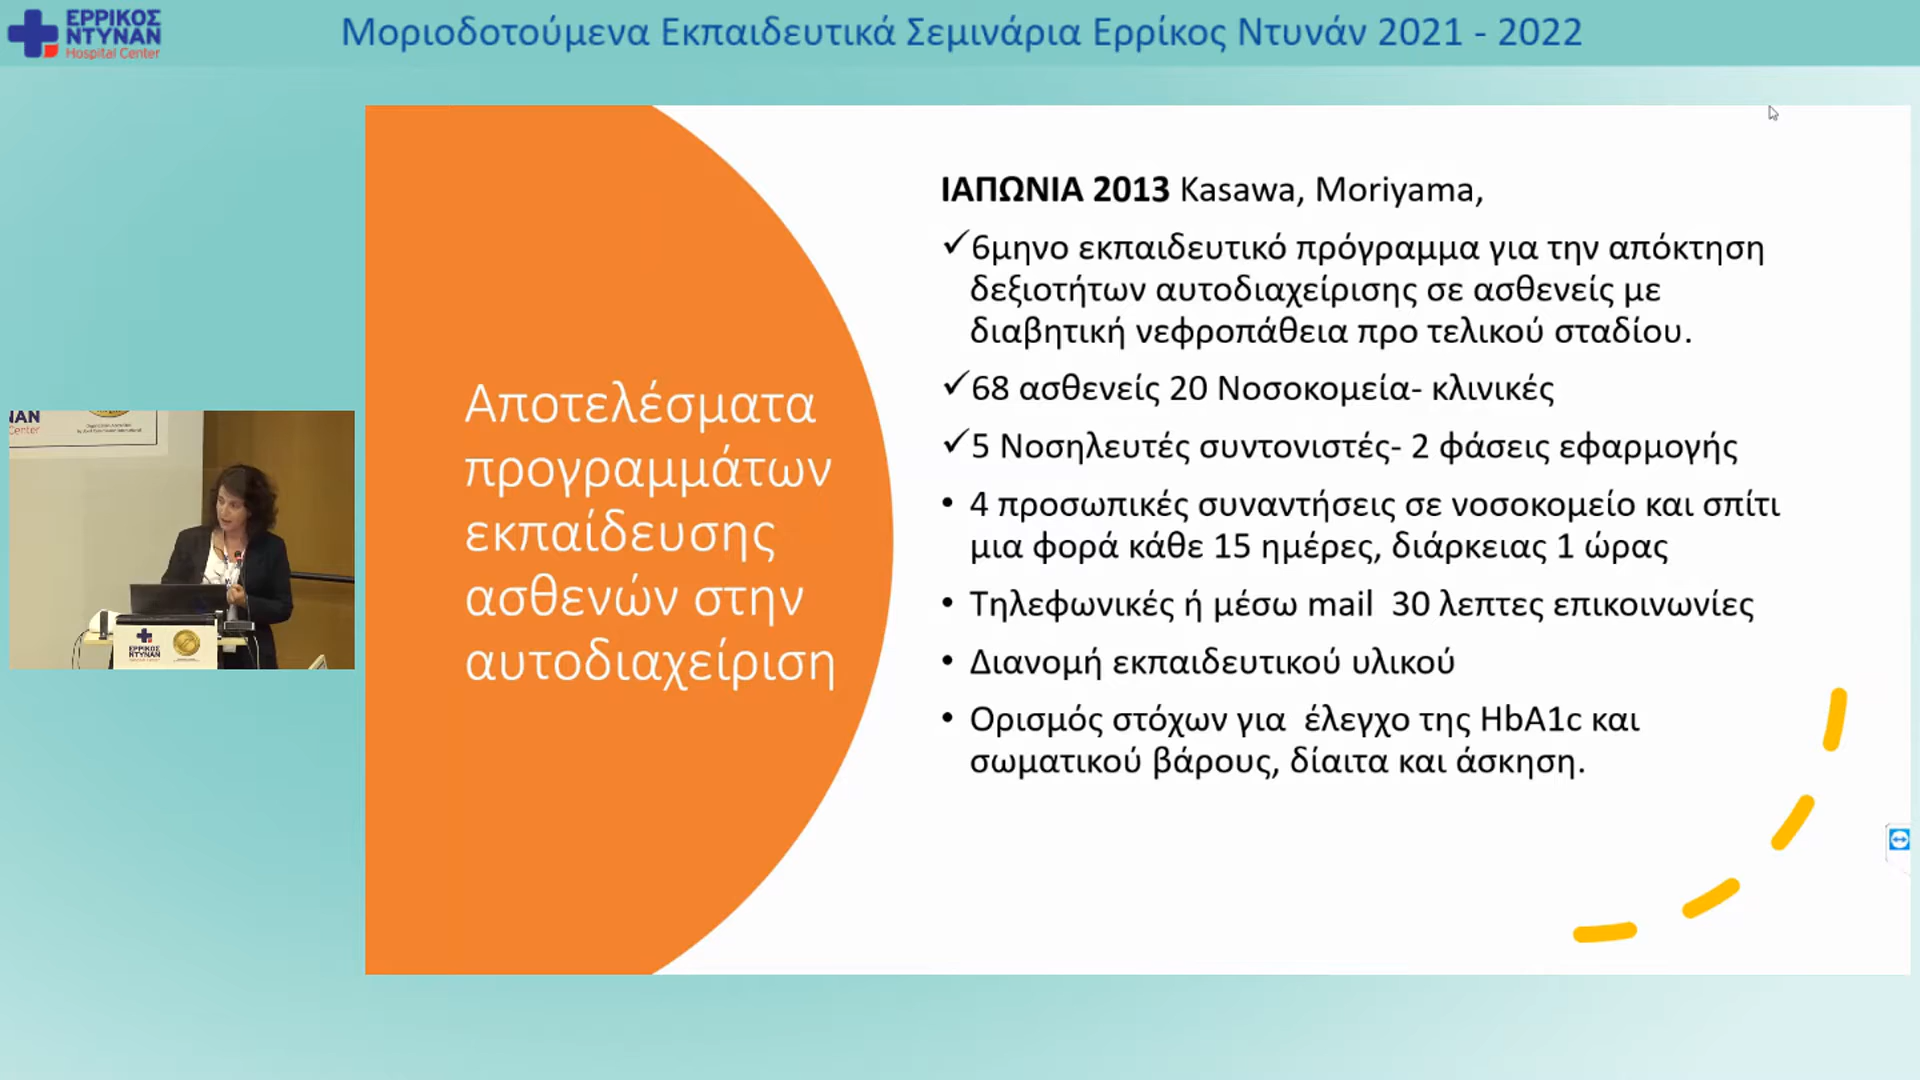 ΕΡΡΙΚΟΣ
ΝΤΥΝΑΝ
Hospital Center
Μοριοδοτούμενα Εκπαιδευτικά Σεμινάρια Ερρίκος Ντυνάν 2021 - 2022
Αποτελέσματα
προγραμμάτων
εκπαίδευσης
ασθενών στην
αυτοδιαχείριση
ΙΑΠΩΝΙΑ 2013 Kasawa, Moriyama,
✓6μηνο εκπαιδευτικό πρόγραμμα για την απόκτηση
δεξιοτήτων αυτοδιαχείρισης σε ασθενείς με
διαβητική νεφροπάθεια προ τελικού σταδίου.
✓68 ασθενείς 20 Νοσοκομεία- κλινικές
✓5 Νοσηλευτές συντονιστές- 2 φάσεις εφαρμογής
• 4 προσωπικές συναντήσεις σε νοσοκομείο και σπίτι
μια φορά κάθε 15 ημέρες, διάρκειας 1 ώρας
• Τηλεφωνικές ή μέσω mail 30 λεπτες επικοινωνίες
• Διανομή εκπαιδευτικού υλικού
• Ορισμός στόχων για έλεγχο της HbA1c και
σωματικού βάρους, δίαιτα και άσκηση.
ΕΡΡΙΚΟΣ
ΝΤΥΝΑΝ